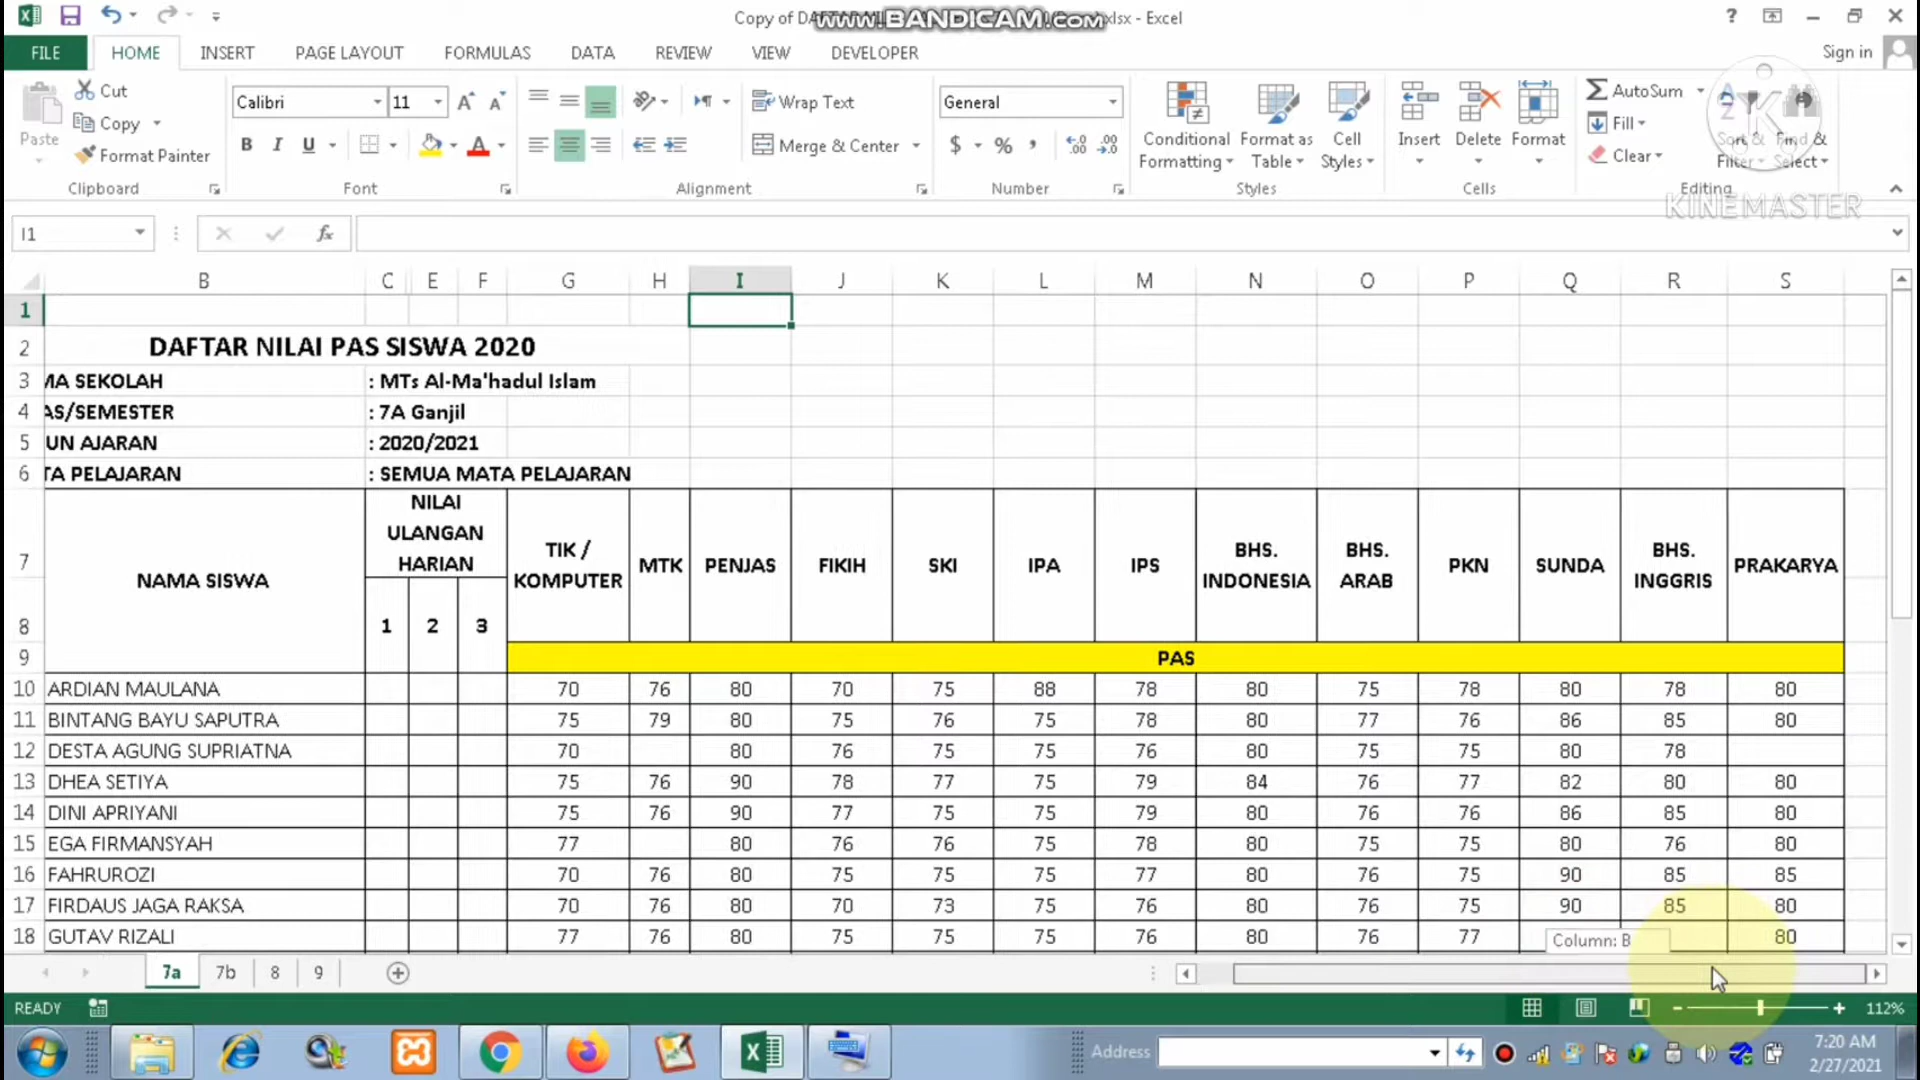 Copy of DAFTAR
www.BANDICAM.com
.xlsx - Excel
FILE HOME INSERT PAGE LAYOUT FORMULAS DATA REVIEW VIEW DEVELOPER
Sign in
Paste
Cut
Copy
Format Painter
Calibri 11
B I U
Wrap Text
Merge & Center
General
$ % ,
Conditional Formatting
Format as Table
Cell Styles
Insert Delete Format
AutoSum
Fill
Clear
Sort & Filter
Find & Select
Clipboard Font Alignment Number Styles Cells Editing
KINEMASTER
I1
B C E F G H I J K L M N O P Q R S
1
2 DAFTAR NILAI PAS SISWA 2020
3 MA SEKOLAH : MTs Al-Ma'hadul Islam
4 AS/SEMESTER : 7A Ganjil
5 UN AJARAN : 2020/2021
6 TA PELAJARAN : SEMUA MATA PELAJARAN
7 NAMA SISWA NILAI ULANGAN HARIAN TIK / KOMPUTER MTK PENJAS FIKIH SKI IPA IPS BHS. INDONESIA BHS. ARAB PKN SUNDA BHS. INGGRIS PRAKARYA
8 1 2 3
9 PAS
10 ARDIAN MAULANA 70 76 80 70 75 88 78 80 75 78 80 78 80
11 BINTANG BAYU SAPUTRA 75 79 80 75 76 75 78 80 77 76 86 85 80
12 DESTA AGUNG SUPRIATNA 70 80 76 75 75 76 80 75 75 80 78
13 DHEA SETIYA 75 76 90 78 77 75 79 84 76 77 82 80 80
14 DINI APRIYANI 75 76 90 77 75 75 79 80 76 76 86 85 80
15 EGA FIRMANSYAH 77 80 76 76 75 78 80 75 75 80 76 80
16 FAHRUROZI 70 76 80 75 75 75 77 80 76 75 90 85 85
17 FIRDAUS JAGA RAKSA 70 76 80 70 73 75 76 80 76 75 90 85 80
18 GUTAV RIZALI 77 76 80 75 75 75 76 80 76 77 80
Column: B
7a 7b 8 9
READY
112%
Address
7:20 AM
2/27/2021